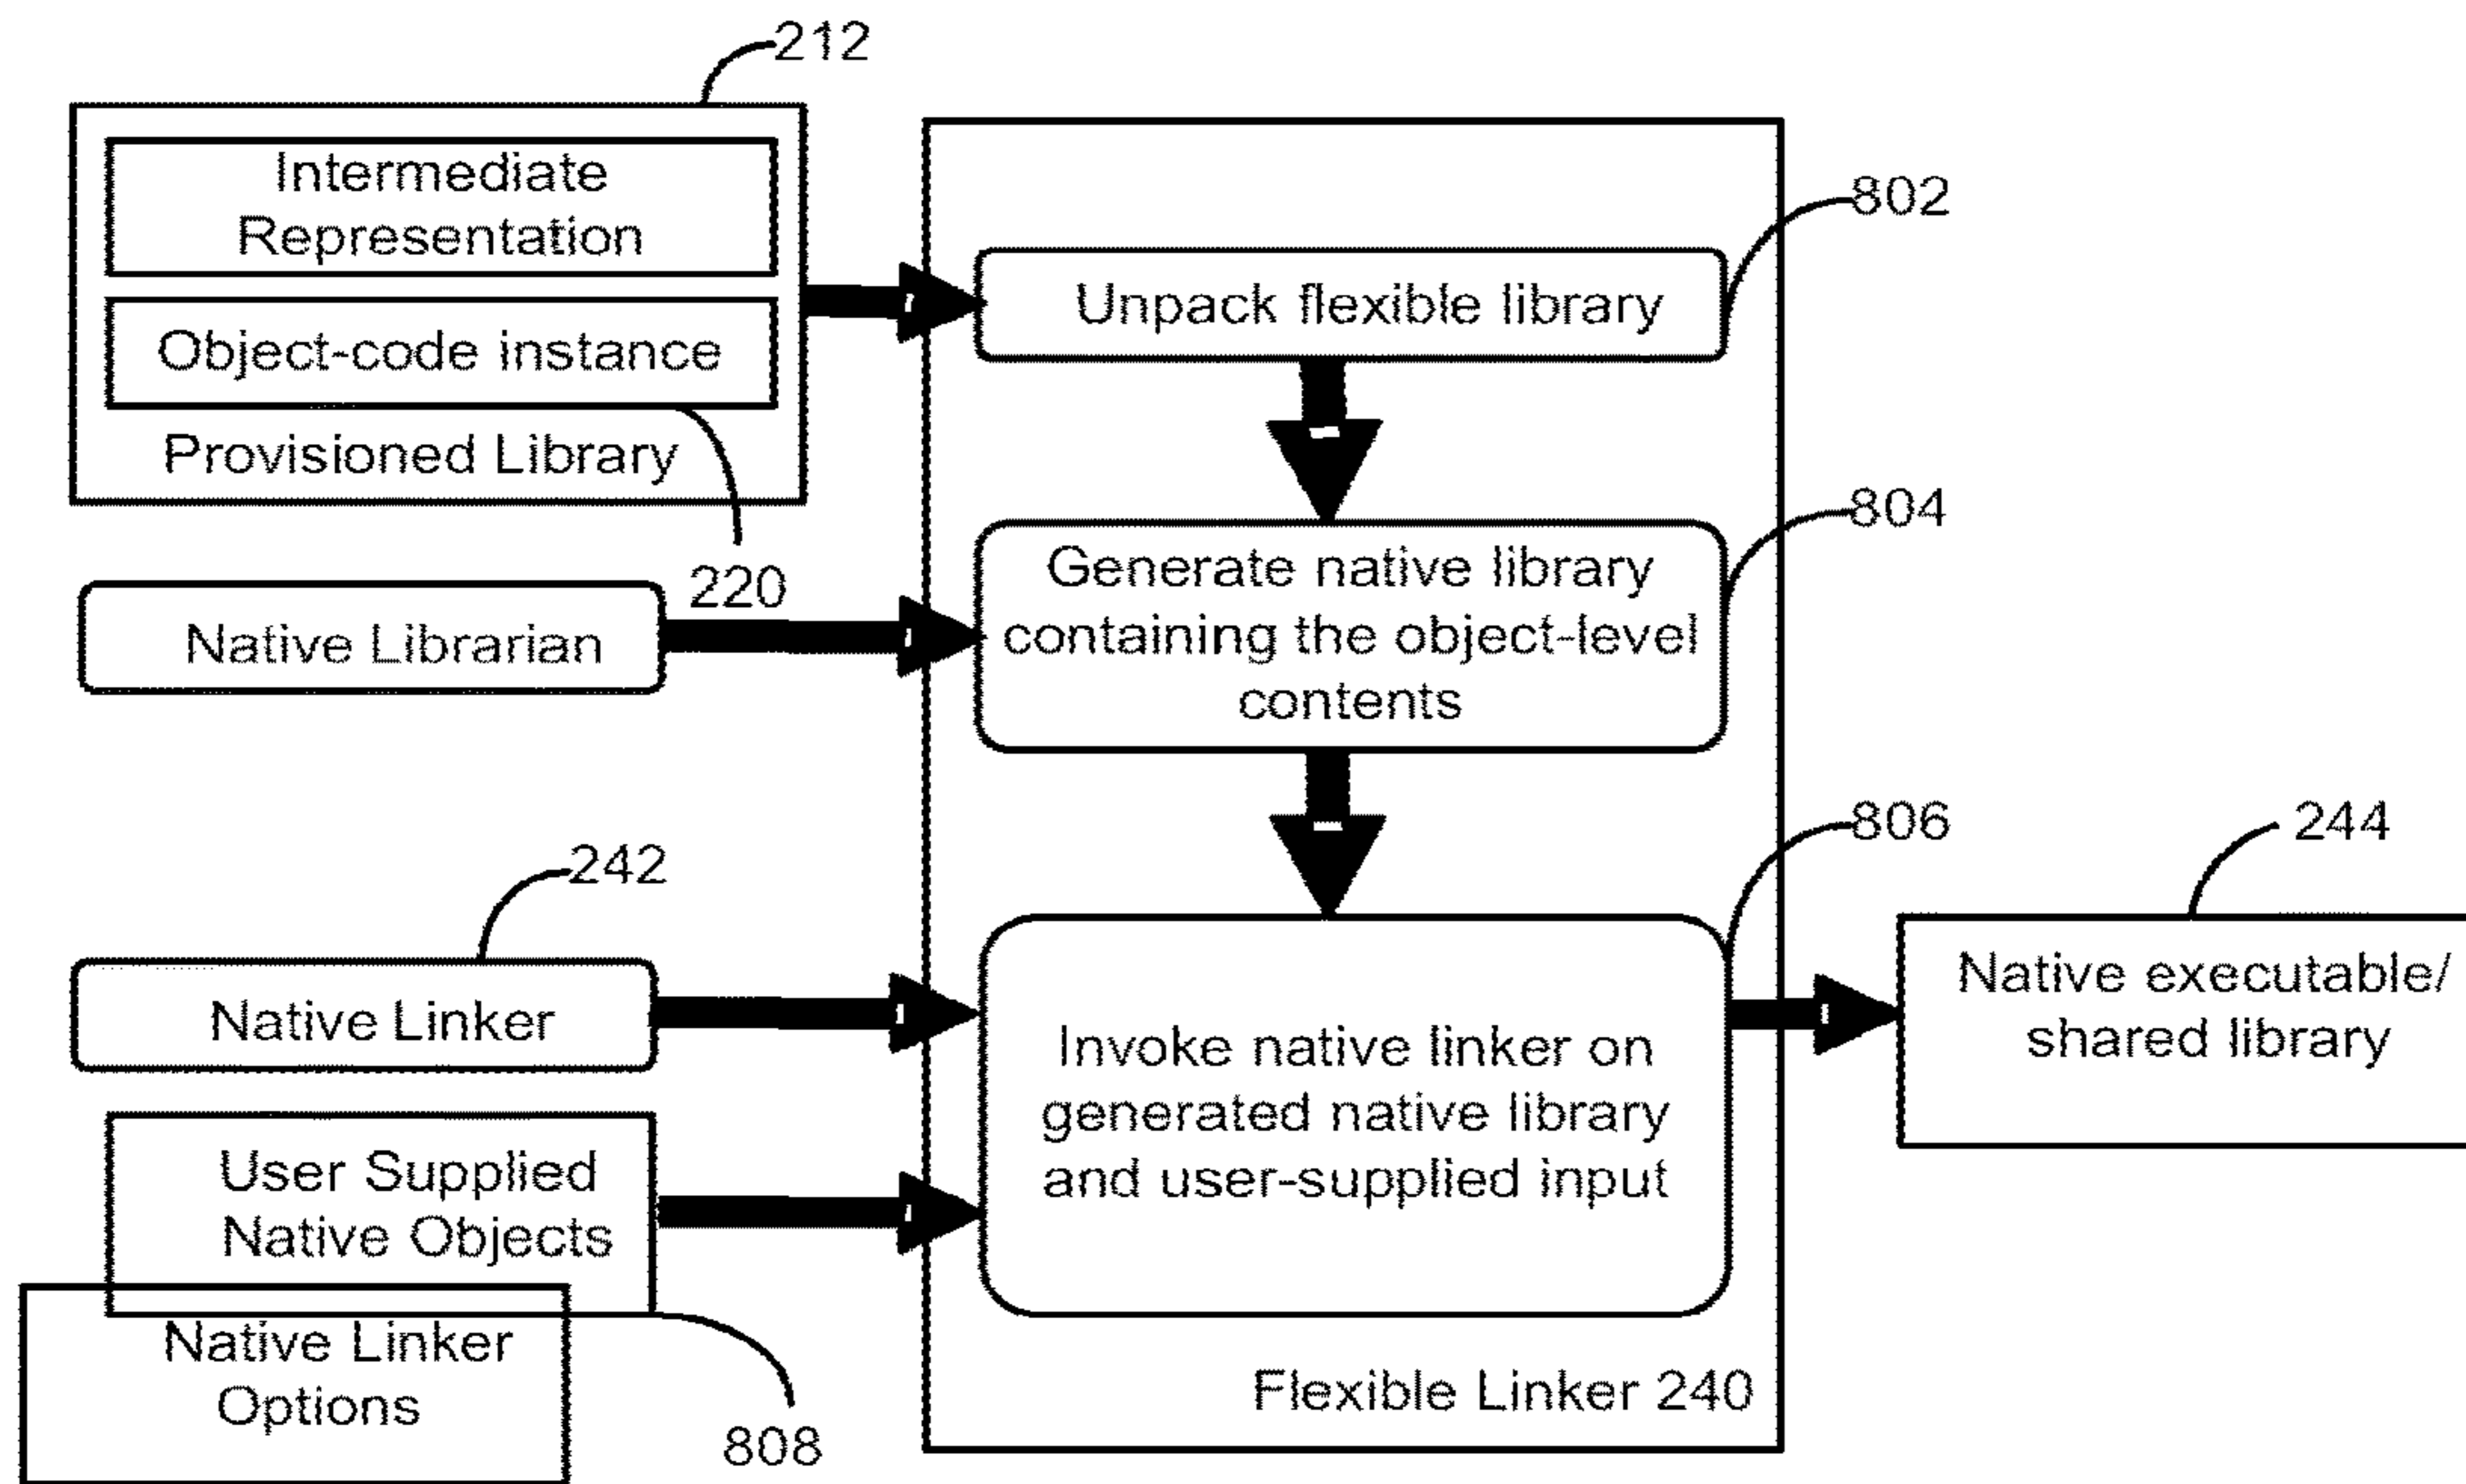 212
Intermediate
Representation
Object-code instance
Provisioned Library
220
Native Librarian
242
Native Linker
User Supplied
Native Objects
Native Linker
Options
808
802
Unpack flexible library
804
Generate native library
containing the object-level
contents
806
Invoke native linker on
generated native library
and user-supplied input
Flexible Linker 240
244
Native executable/
shared library